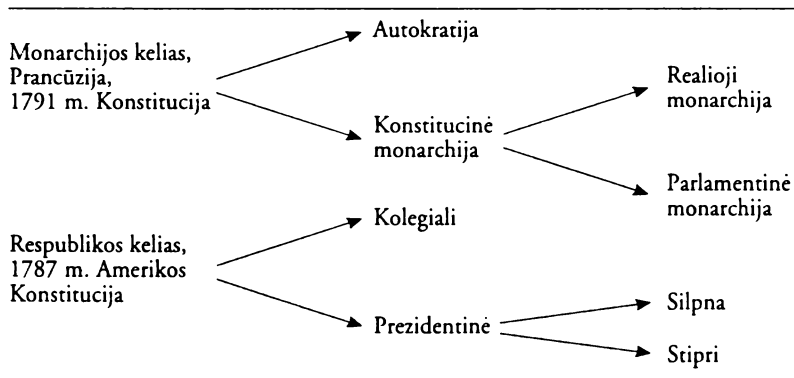 Monarchijos kelias,
Prancūzija,
1791 m. Konstitucija
Autokratija
Konstitucinė
monarchija
Realioji
monarchija
Parlamentinė
monarchija
Respublikos kelias,
1787 m. Amerikos
Konstitucija
Kolegiali
Prezidentinė
Silpna
Stipri